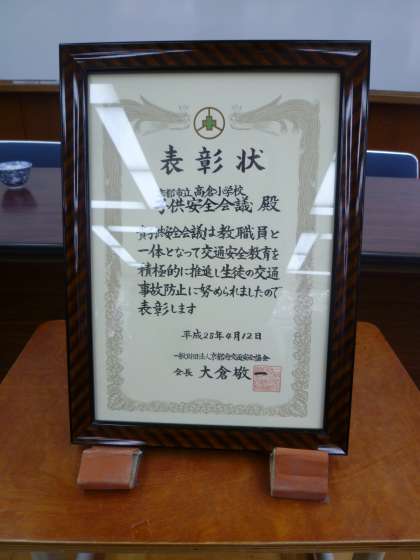 表彰状
京都市立高倉小学校
子供安全会議 殿
貴子供安全会議は教職員と
一体となって交通安全教育を
積極的に推進し生徒の交通
事故防止に努められましたので
表彰します
平成28年4月12日
一般財団法人京都府交通安全協会
会長 大倉敬一